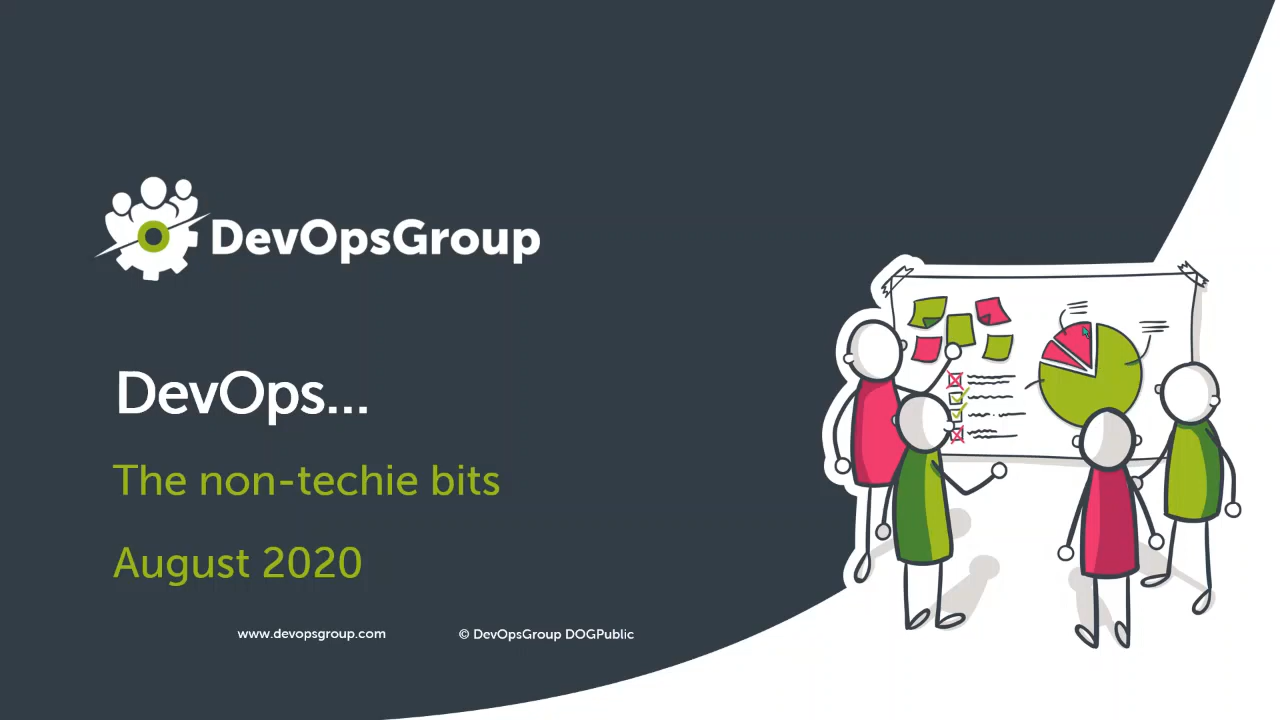 DevOpsGroup
DevOps...
The non-techie bits
August 2020
www.devopsgroup.com © DevOpsGroup DOGPublic